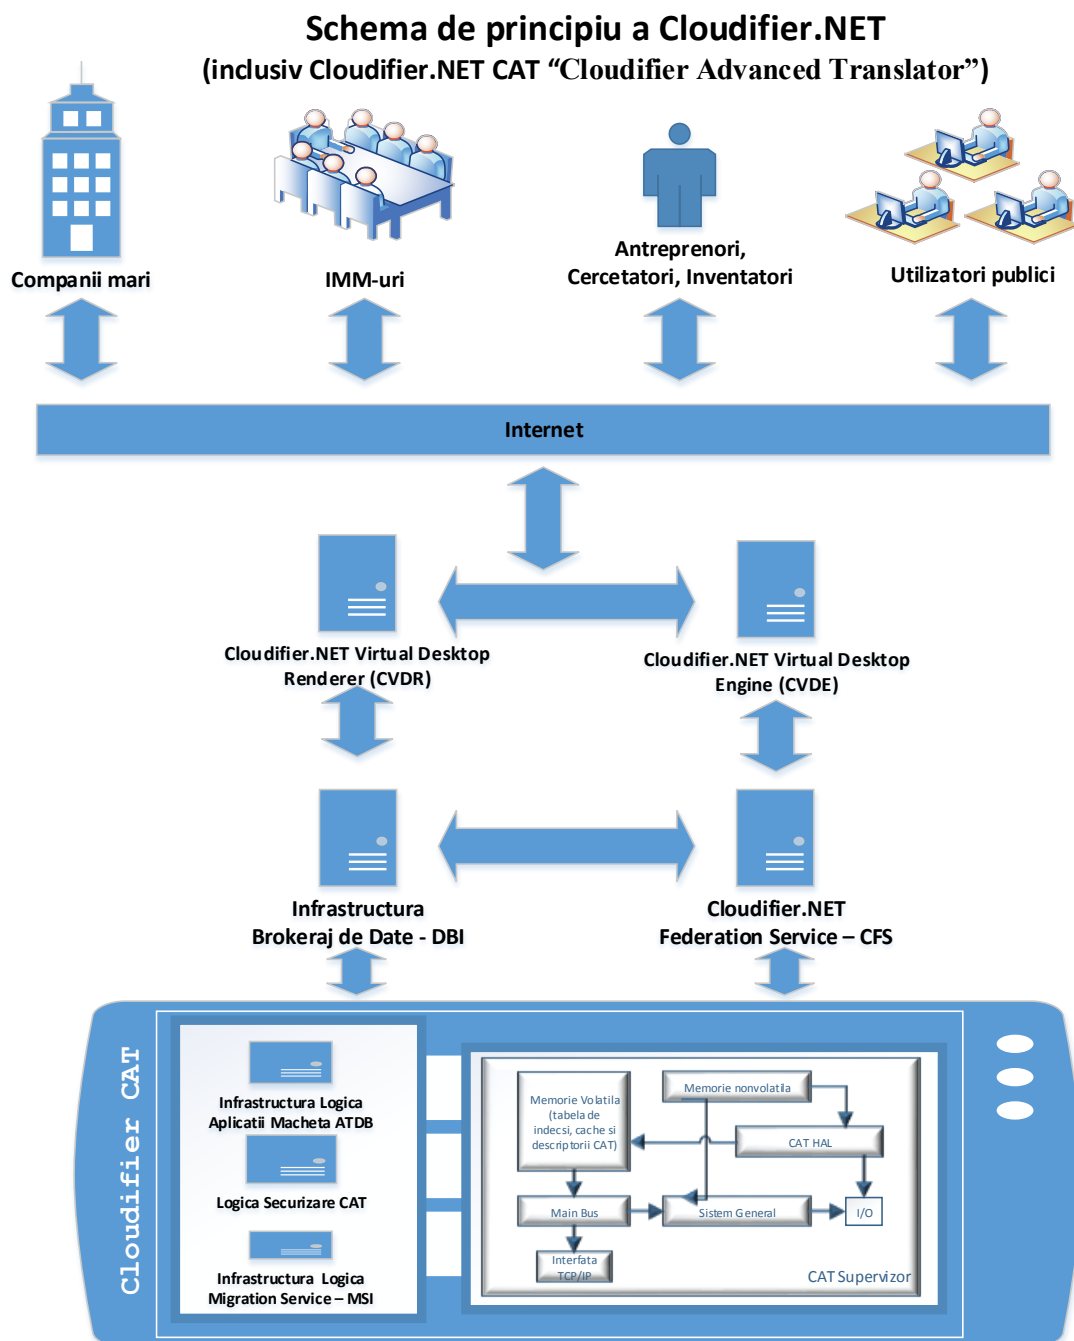 Schema de principiu a Cloudifier.NET
(inclusiv Cloudifier.NET CAT “Cloudifier Advanced Translator”)
Companii mari
IMM-uri
Antreprenori,
Cercetatori, Inventatori
Utilizatori publici
Internet
Cloudifier.NET Virtual Desktop
Renderer (CVDR)
Cloudifier.NET Virtual Desktop
Engine (CVDE)
Infrastructura
Brokeraj de Date - DBI
Cloudifier.NET
Federation Service – CFS
Cloudifier CAT
Infrastructura Logica
Aplicatii Macheta ATDB
Logica Securizare CAT
Infrastructura Logica
Migration Service – MSI
Memorie Volatila
(tabela de
indecsi, cache si
descriptorii CAT)
Memorie nonvolatila
CAT HAL
Main Bus
Sistem General
I/O
Interfata
TCP/IP
CAT Supervizor